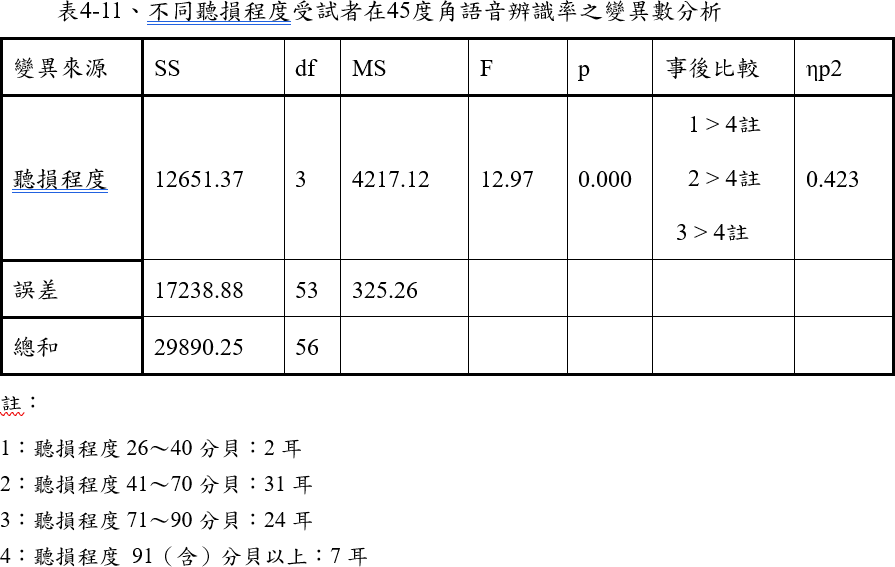 表4-11、不同聽損程度受試者在45度角語音辨識率之變異數分析
變異來源 SS df MS F p 事後比較 ηp2
聽損程度 12651.37 3 4217.12 12.97 0.000 1 > 4註 0.423
2 > 4註
3 > 4註
誤差 17238.88 53 325.26
總和 29890.25 56
註：
1：聽損程度 26～40 分貝：2 耳
2：聽損程度 41～70 分貝：31 耳
3：聽損程度 71～90 分貝：24 耳
4：聽損程度 91（含）分貝以上：7 耳